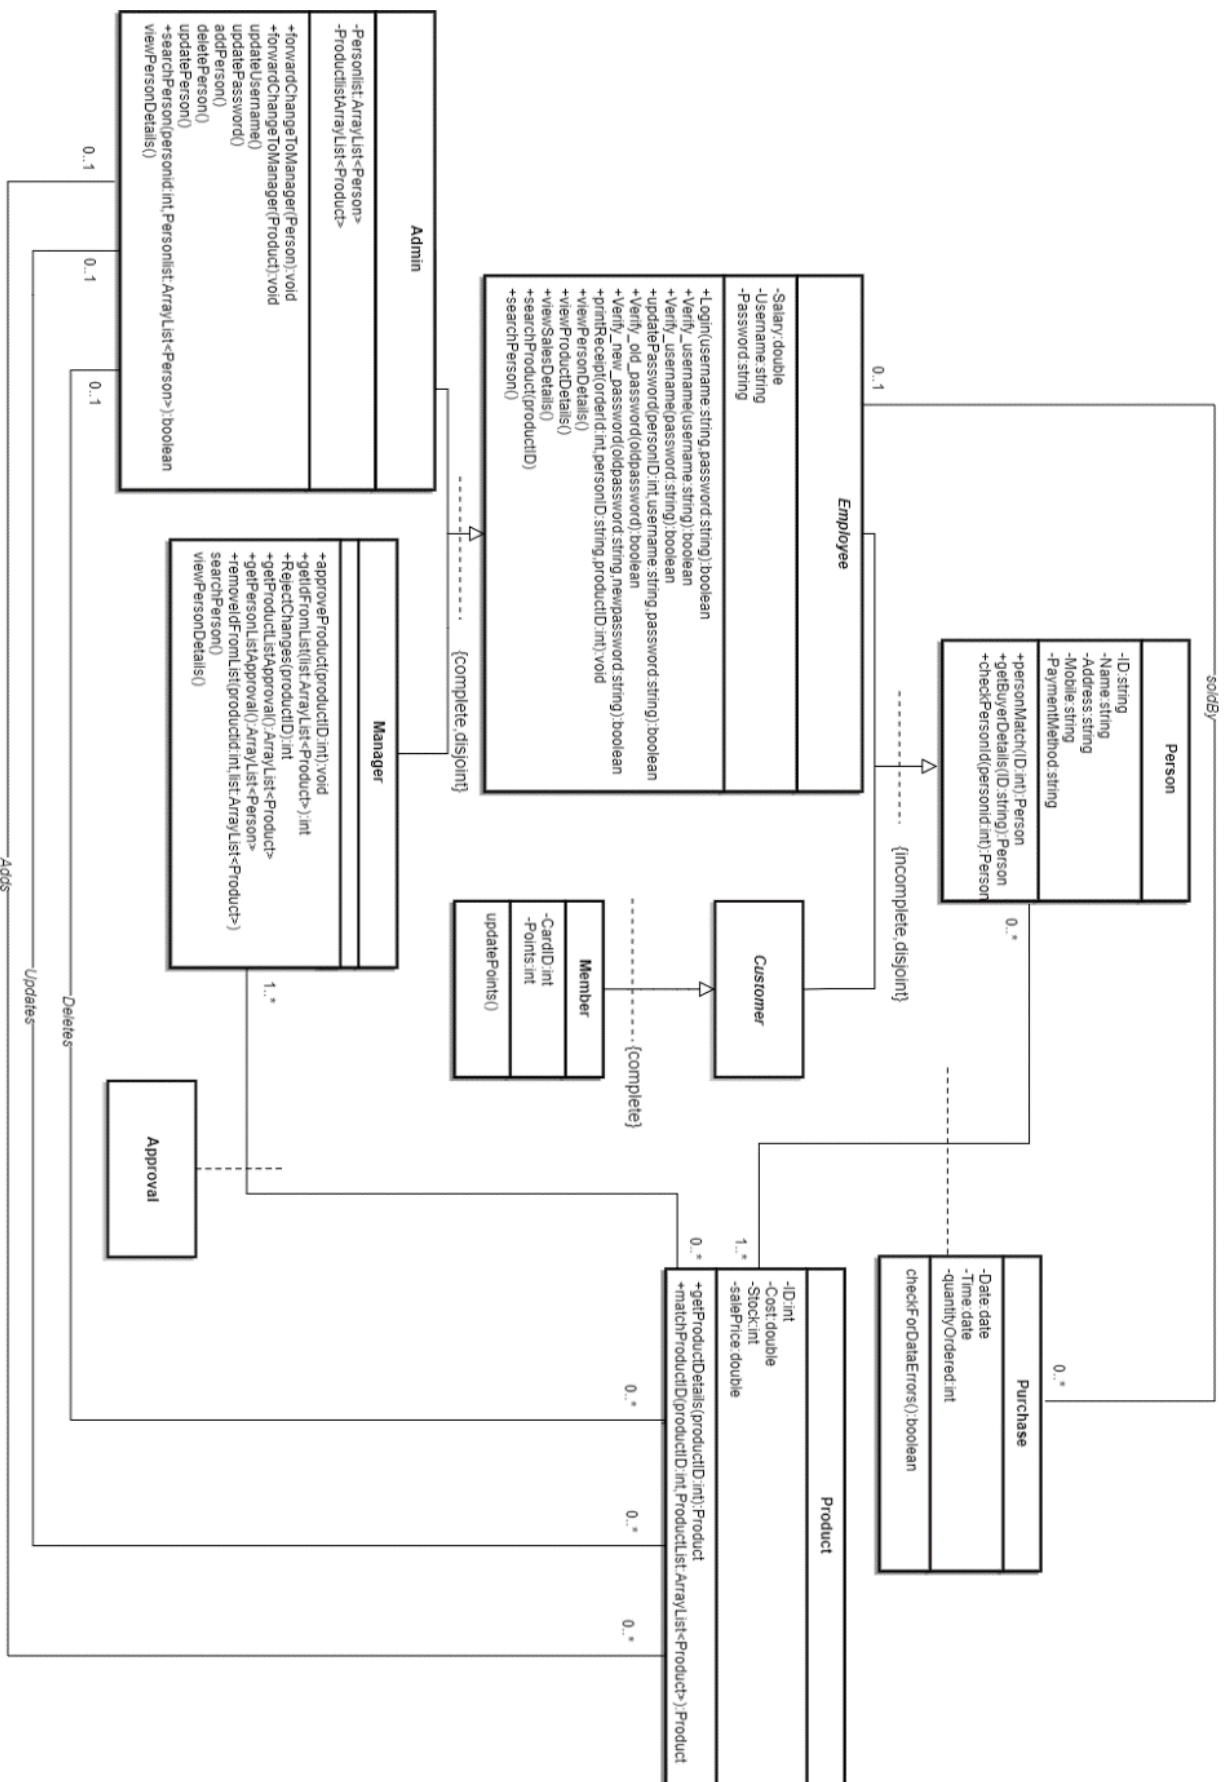 soldBy
Person
-ID:string
-Name:string
-Address:string
-Mobile:string
-PaymentMethod:string
+personMatch(ID:int):Person
+getBuyerDetails(ID:string):Person
+checkPersonId(personid:int):Person
0..*
{incomplete,disjoint}
0..1
Employee
-Salary:double
-Username:string
-Password:string
+Login(username:string,password:string):boolean
+Verify_username(username:string):boolean
+Verify_username(password:string):boolean
+updatePassword(personID:int,username:string,password:string):boolean
+Verify_old_password(oldpassword):boolean
+Verify_new_password(oldpassword:string,newpassword:string):boolean
+printReceipt(orderId:int,personID:string,productID:int):void
+viewPersonDetails()
+viewProductDetails()
+viewSalesDetails()
+searchProduct(productID)
+searchPerson()
Customer
{complete}
Member
-CardID:int
-Points:int
updatePoints()
0..*
Purchase
-Date:date
-Time:date
-quantityOrdered:int
checkForDataErrors():boolean
1..*
Product
-ID:int
-Cost:double
-Stock:int
-salePrice:double
+getProductDetails(productID:int):Product
+matchProductID(productID:int,ProductList:ArrayList<Product>):Product
0..*
0..*
0..*
0..*
{complete,disjoint}
Admin
-Personlist:ArrayList<Person>
-ProductlistArrayList<Product>
+forwardChangeToManager(Person):void
+forwardChangeToManager(Product):void
updateUsername()
updatePassword()
addPerson()
deletePerson()
updatePerson()
+searchPerson(personid:int,Personlist:ArrayList<Person>):boolean
viewPersonDetails()
0..1
0..1
0..1
Manager
+approveProduct(productID:int):void
+getIdFromList(list:ArrayList<Product>):int
+RejectChanges(productID):int
+getProductListApproval():ArrayList<Product>
+getPersonListApproval():ArrayList<Person>
+removeIdFromList(productid:int,list:ArrayList<Product>)
searchPerson()
viewPersonDetails()
1..*
Approval
Deletes
Updates
Adds